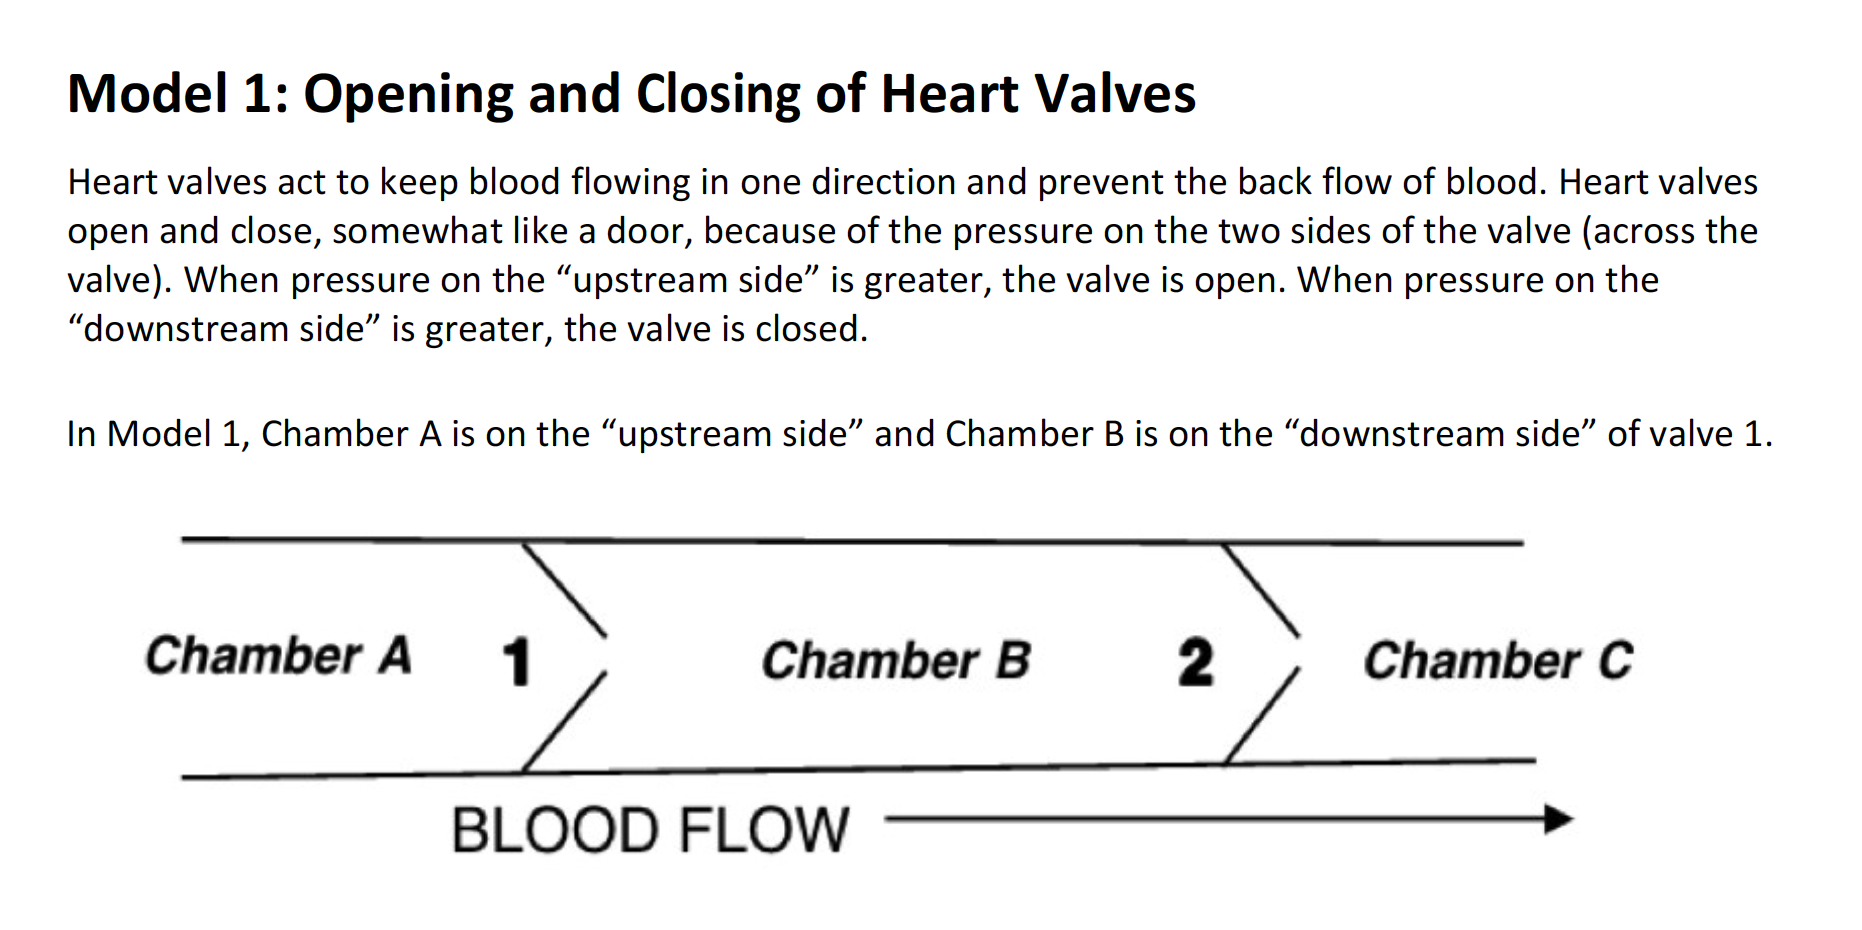 Model 1: Opening and Closing of Heart Valves
Heart valves act to keep blood flowing in one direction and prevent the back flow of blood. Heart valves
open and close, somewhat like a door, because of the pressure on the two sides of the valve (across the
valve). When pressure on the “upstream side” is greater, the valve is open. When pressure on the
“downstream side” is greater, the valve is closed.
In Model 1, Chamber A is on the “upstream side” and Chamber B is on the “downstream side” of valve 1.
Chamber A 1 Chamber B 2 Chamber C
BLOOD FLOW